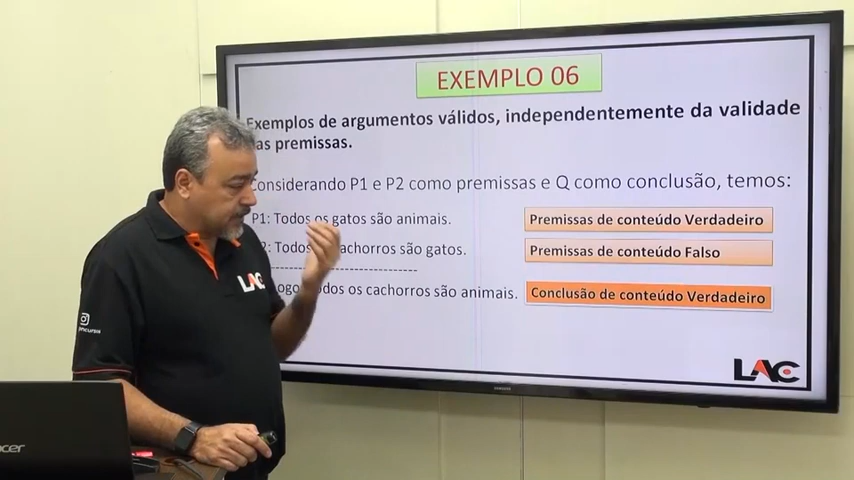 EXEMPLO 06
Exemplos de argumentos válidos, independentemente da validade
as premissas.
Considerando P1 e P2 como premissas e Q como conclusão, temos:
P1: Todos os gatos são animais.
Premissas de conteúdo Verdadeiro
2: Todos cachorros são gatos.
Premissas de conteúdo Falso
ogo todos os cachorros são animais.
Conclusão de conteúdo Verdadeiro
LAC
LAC
SAMSUNG
acer